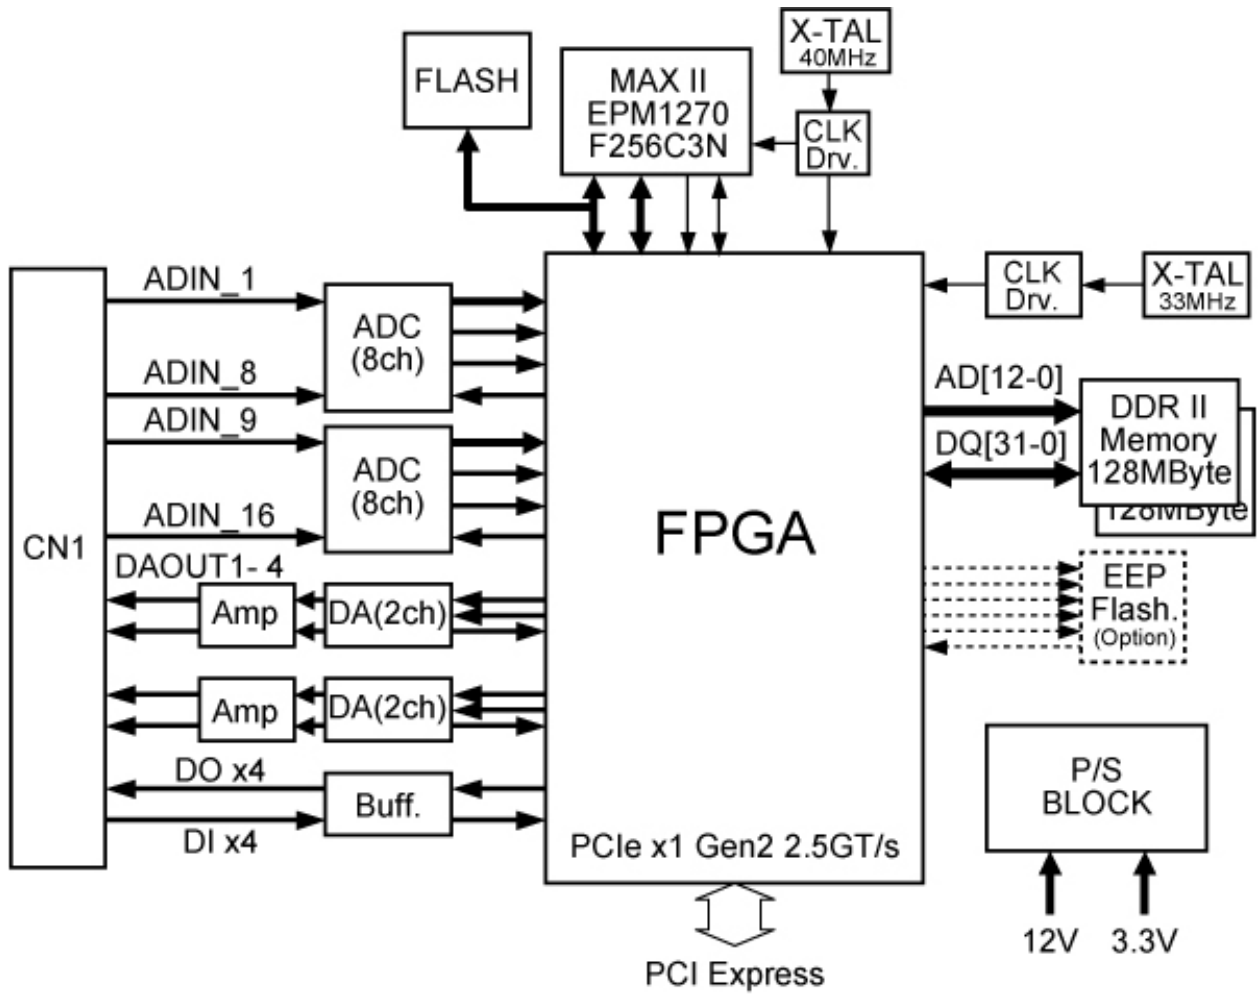 X-TAL
40MHz
FLASH
MAX II
EPM1270
F256C3N
CLK
Drv.
CLK
Drv.
X-TAL
33MHz
ADIN_1
ADC
(8ch)
ADIN_8
ADIN_9
ADC
(8ch)
ADIN_16
CN1
DAOUT1- 4
Amp
DA(2ch)
Amp
DA(2ch)
DO x4
Buff.
DI x4
FPGA
PCIe x1 Gen2 2.5GT/s
AD[12-0]
DQ[31-0]
DDR II
Memory
128MByte
128MByte
EEP
Flash.
(Option)
P/S
BLOCK
12V
3.3V
PCI Express